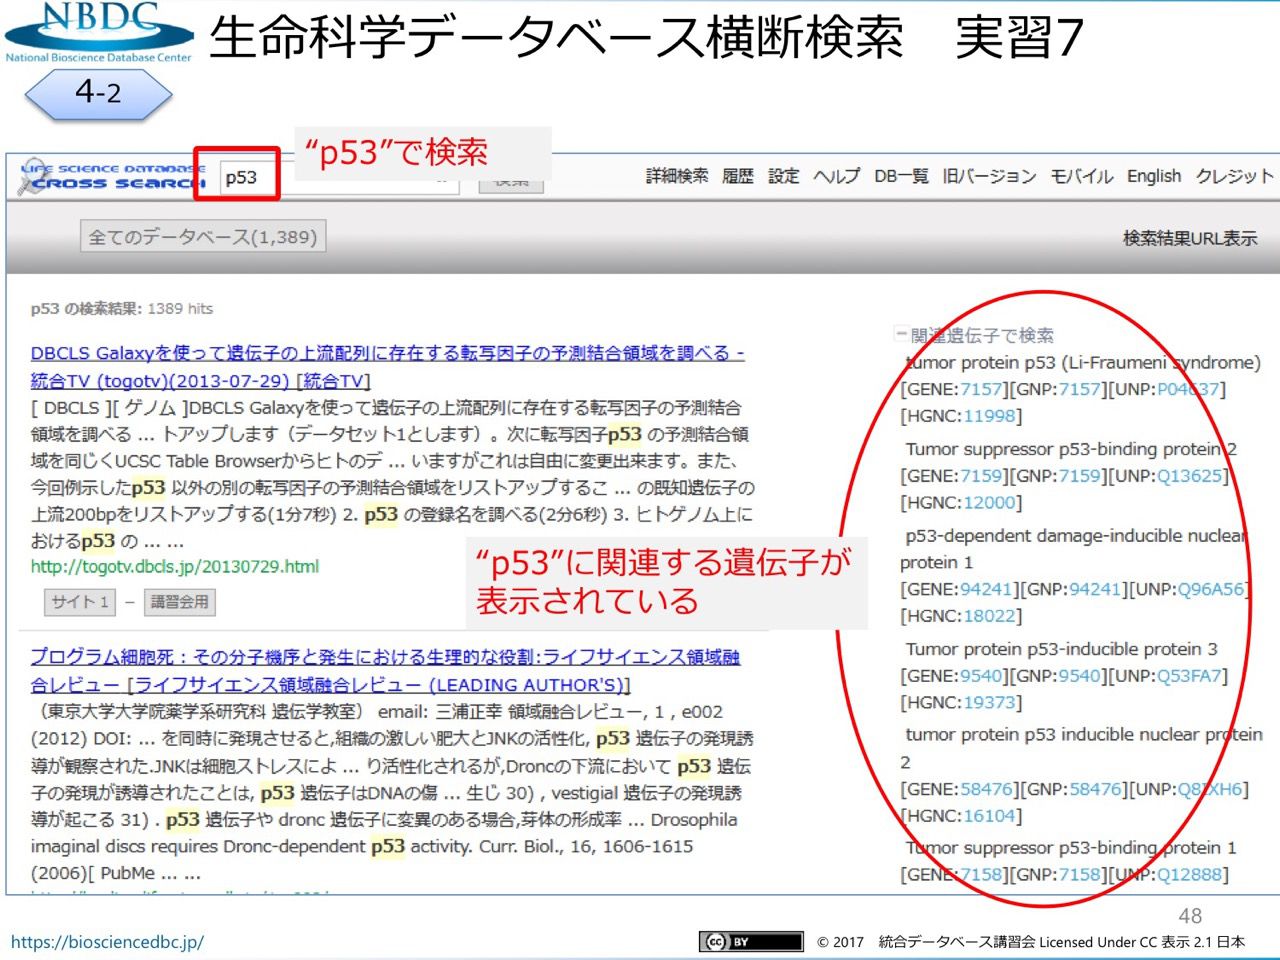 NBDC
National Bioscience Database Center
生命科学データベース横断検索　実習7
4-2
“p53”で検索
LIFE SCIENCE DATABASE
CROSS SEARCH
p53
検索
詳細検索 履歴 設定 ヘルプ DB一覧 旧バージョン モバイル English クレジット
全てのデータベース(1,389)
検索結果URL表示
p53 の検索結果: 1389 hits
DBCLS Galaxyを使って遺伝子の上流配列に存在する転写因子の予測結合領域を調べる -
統合TV (togotv)(2013-07-29) [統合TV]
[ DBCLS ][ ゲノム ]DBCLS Galaxyを使って遺伝子の上流配列に存在する転写因子の予測結合
領域を調べる ... トアップします（データセット1とします）。次に転写因子p53 の予測結合領
域を同じくUCSC Table Browserからヒトのデ ... いますがこれは自由に変更出来ます。また、
今回例示したp53 以外の別の転写因子の予測結合領域をリストアップするこ ... の既知遺伝子の
上流200bpをリストアップする(1分7秒) 2. p53 の登録名を調べる(2分6秒) 3. ヒトゲノム上に
おけるp53 の ... ...
http://togotv.dbcls.jp/20130729.html
サイト 1 – 講習会用
プログラム細胞死：その分子機序と発生における生理的な役割:ライフサイエンス領域融
合レビュー [ライフサイエンス領域融合レビュー (LEADING AUTHOR'S)]
（東京大学大学院薬学系研究科 遺伝学教室） email: 三浦正幸 領域融合レビュー, 1 , e002
(2012) DOI: ... を同時に発現させると,組織の激しい肥大とJNKの活性化, p53 遺伝子の発現誘
導が観察された.JNKは細胞ストレスによ ... り活性化されるが,Droncの下流において p53 遺伝
子の発現が誘導されたことは, p53 遺伝子はDNAの傷 ... 生じ 30) , vestigial 遺伝子の発現誘
導が起こる 31) . p53 遺伝子や dronc 遺伝子に変異のある場合,芽体の形成率 ... Drosophila
imaginal discs requires Dronc-dependent p53 activity. Curr. Biol., 16, 1606-1615
(2006)[ PubMe ... ...
“p53”に関連する遺伝子が
表示されている
関連遺伝子で検索
tumor protein p53 (Li-Fraumeni syndrome)
[GENE:7157][GNP:7157][UNP:P04637]
[HGNC:11998]
Tumor suppressor p53-binding protein 2
[GENE:7159][GNP:7159][UNP:Q13625]
[HGNC:12000]
p53-dependent damage-inducible nuclear
protein 1
[GENE:94241][GNP:94241][UNP:Q96A56]
[HGNC:18022]
Tumor protein p53-inducible protein 3
[GENE:9540][GNP:9540][UNP:Q53FA7]
[HGNC:19373]
tumor protein p53 inducible nuclear protein
2
[GENE:58476][GNP:58476][UNP:Q8IXH6]
[HGNC:16104]
Tumor suppressor p53-binding protein 1
[GENE:7158][GNP:7158][UNP:Q12888]
48
https://biosciencedbc.jp/
CC BY
© 2017　統合データベース講習会 Licensed Under CC 表示 2.1 日本